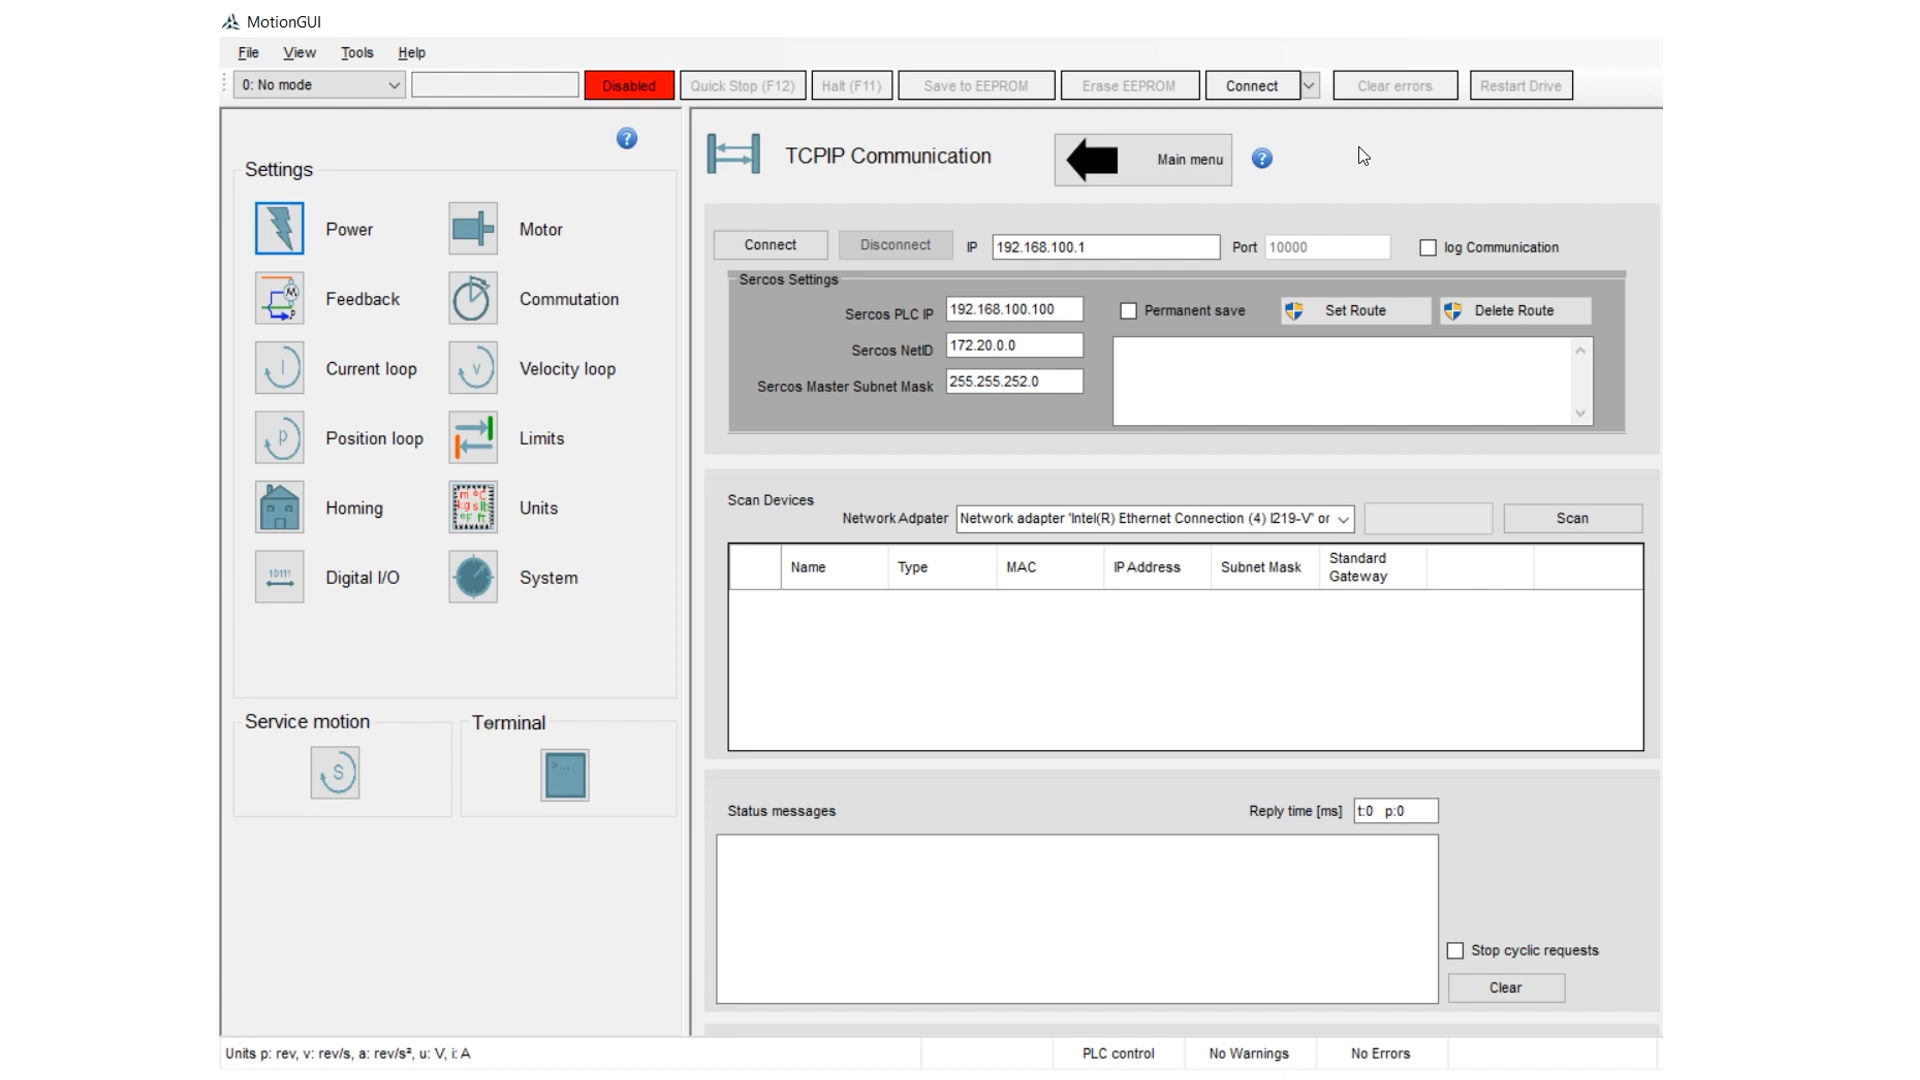 MotionGUI
File View Tools Help
0: No mode Disabled Quick Stop (F12) Halt (F11) Save to EEPROM Erase EEPROM Connect Clear errors Restart Drive
Settings
Power Motor
Feedback Commutation
Current loop Velocity loop
Position loop Limits
Homing Units
Digital I/O System
Service motion Terminal
TCPIP Communication Main menu
Connect Disconnect IP 192.168.100.1 Port 10000 log Communication
Sercos Settings
Sercos PLC IP 192.168.100.100 Permanent save Set Route Delete Route
Sercos NetID 172.20.0.0
Sercos Master Subnet Mask 255.255.252.0
Scan Devices
Network Adpater Network adapter 'Intel(R) Ethernet Connection (4) I219-V' or Scan
Name Type MAC IP Address Subnet Mask Standard Gateway
Status messages Reply time [ms] t:0 p:0
Stop cyclic requests
Clear
Units p: rev, v: rev/s, a: rev/s², u: V, i: A PLC control No Warnings No Errors